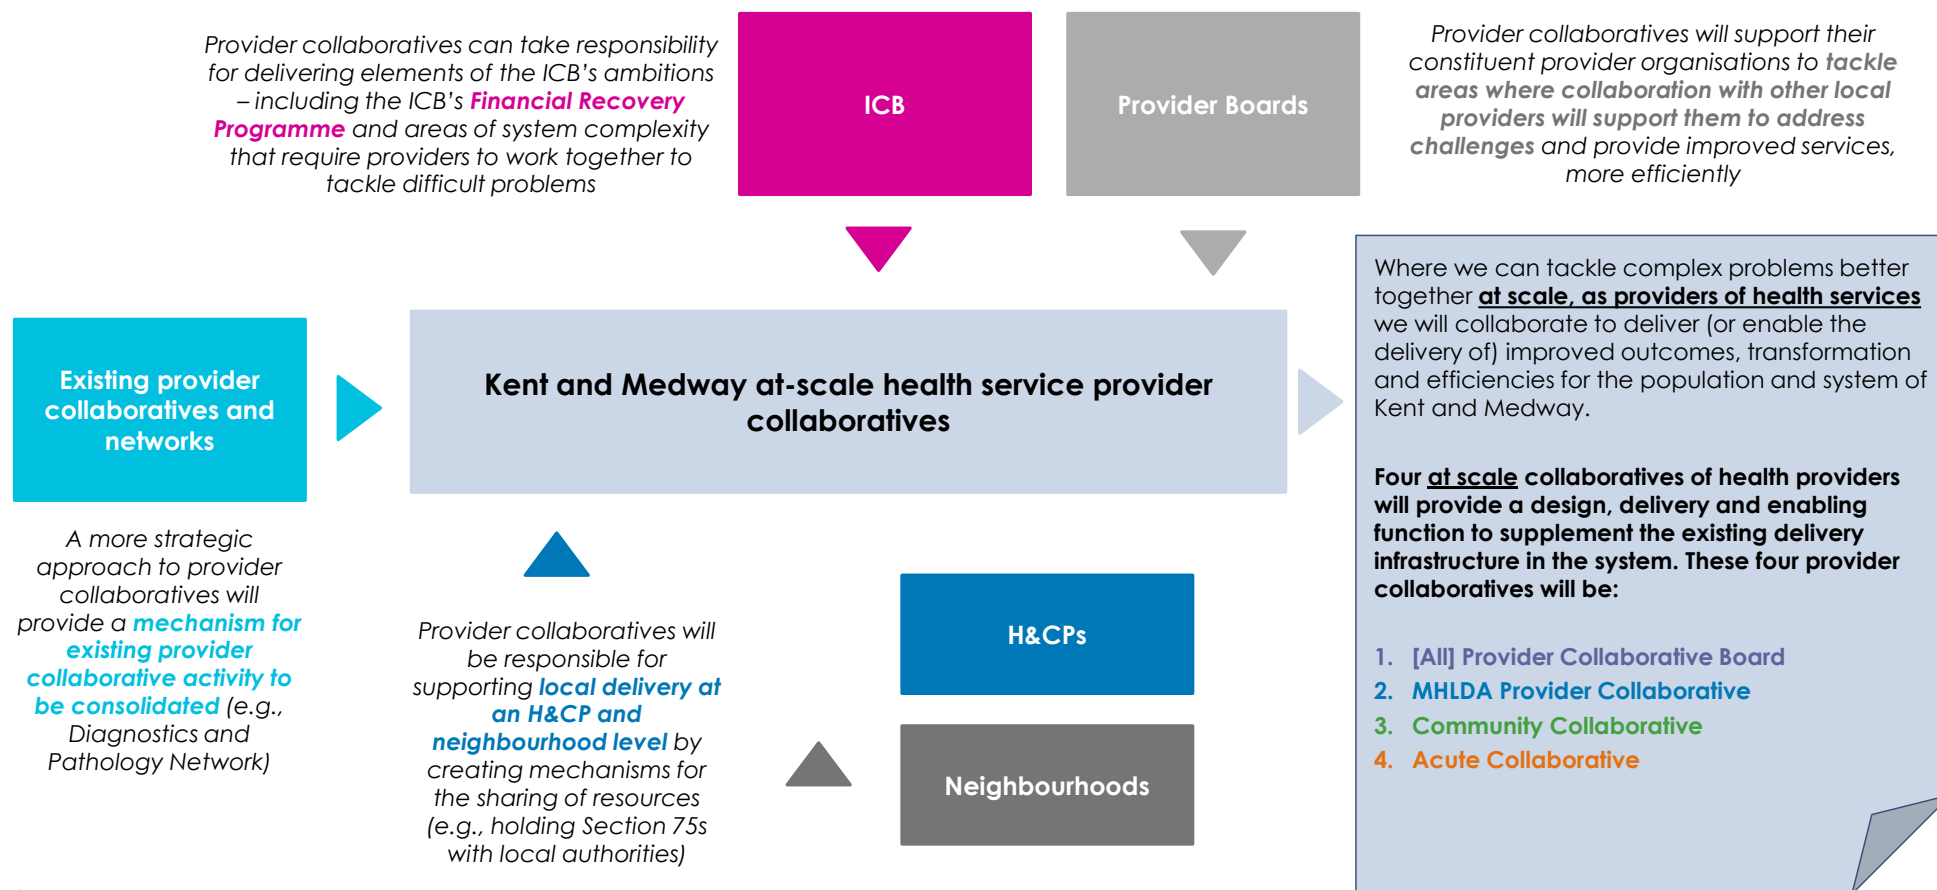 Provider collaboratives can take responsibility
for delivering elements of the ICB's ambitions
– including the ICB's Financial Recovery
Programme and areas of system complexity
that require providers to work together to
tackle difficult problems
ICB
Provider Boards
Provider collaboratives will support their
constituent provider organisations to tackle
areas where collaboration with other local
providers will support them to address
challenges and provide improved services,
more efficiently
Existing provider
collaboratives and
networks
Kent and Medway at-scale health service provider
collaboratives
Where we can tackle complex problems better
together at scale, as providers of health services
we will collaborate to deliver (or enable the
delivery of) improved outcomes, transformation
and efficiencies for the population and system of
Kent and Medway.
Four at scale collaboratives of health providers
will provide a design, delivery and enabling
function to supplement the existing delivery
infrastructure in the system. These four provider
collaboratives will be:
1. [All] Provider Collaborative Board
2. MHLDA Provider Collaborative
3. Community Collaborative
4. Acute Collaborative
A more strategic
approach to provider
collaboratives will
provide a mechanism for
existing provider
collaborative activity to
be consolidated (e.g.,
Diagnostics and
Pathology Network)
Provider collaboratives will
be responsible for
supporting local delivery at
an H&CP and
neighbourhood level by
creating mechanisms for
the sharing of resources
(e.g., holding Section 75s
with local authorities)
H&CPs
Neighbourhoods